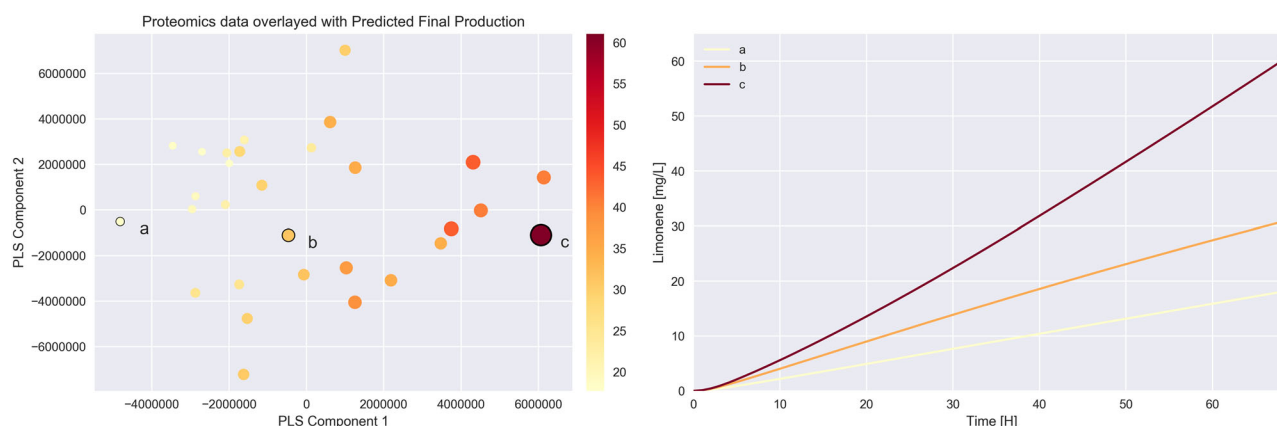 Proteomics data overlayed with Predicted Final Production
PLS Component 2
6000000
4000000
2000000
0
−2000000
−4000000
−6000000
a
b
c
−4000000 −2000000 0 2000000 4000000 6000000
PLS Component 1
60
55
50
45
40
35
30
25
20
Limonene [mg/L]
60
50
40
30
20
10
0
a
b
c
0 10 20 30 40 50 60
Time [H]